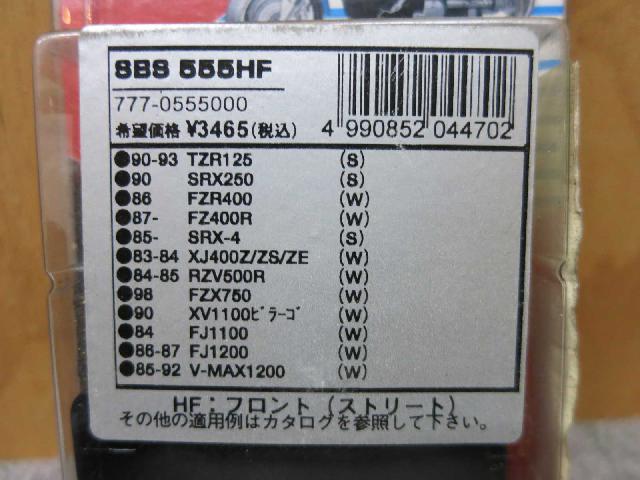 SBS 555HF
777-0555000
希望価格 ¥3465(税込)
4 990852 044702
●90-93 TZR125 (S)
●90 SRX250 (S)
●86 FZR400 (W)
●87- FZ400R (W)
●85- SRX-4 (S)
●83-84 XJ400Z/ZS/ZE (W)
●84-85 RZV500R (W)
●98 FZX750 (W)
●90 XV1100ﾋﾞﾗｰｺﾞ (W)
●84 FJ1100 (W)
●86-87 FJ1200 (W)
●85-92 V-MAX1200 (W)
HF：フロント（ストリート）
その他の適用例はカタログを参照して下さい。